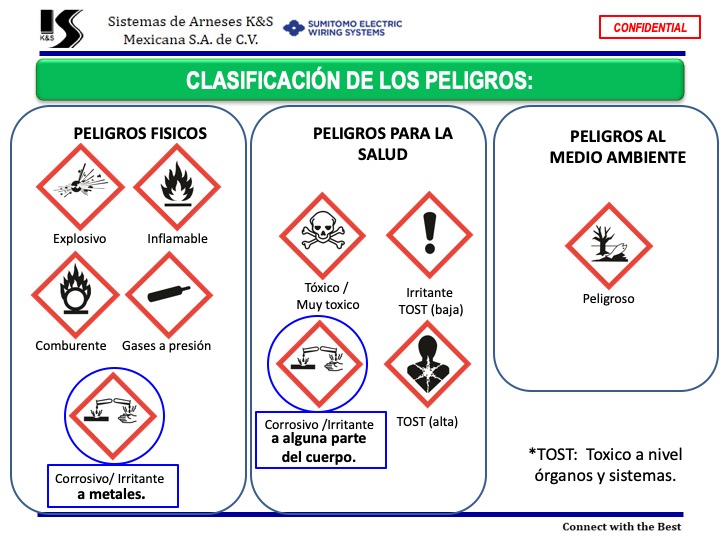 K&S
Sistemas de Arneses K&S
Mexicana S.A. de C.V.
SUMITOMO ELECTRIC
WIRING SYSTEMS
CONFIDENTIAL
CLASIFICACIÓN DE LOS PELIGROS:
PELIGROS FISICOS
Explosivo
Inflamable
Comburente
Gases a presión
Corrosivo/ Irritante
a metales.
PELIGROS PARA LA
SALUD
Tóxico /
Muy toxico
Irritante
TOST (baja)
Corrosivo /Irritante
a alguna parte
del cuerpo.
TOST (alta)
PELIGROS AL
MEDIO AMBIENTE
Peligroso
*TOST: Toxico a nivel
órganos y sistemas.
Connect with the Best